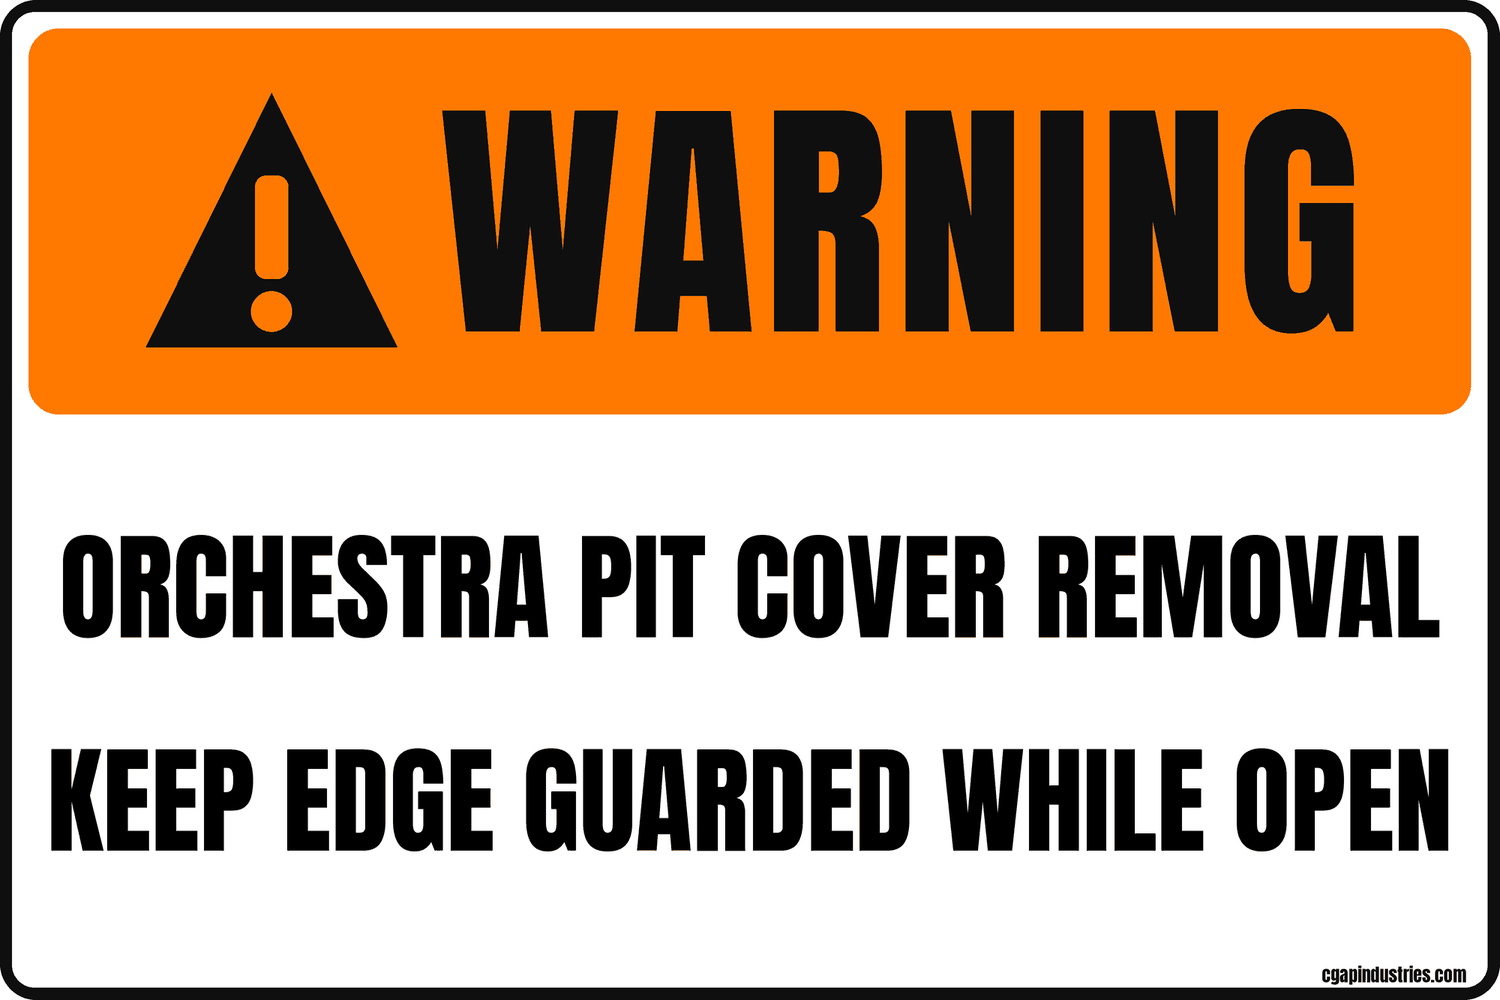 WARNING
ORCHESTRA PIT COVER REMOVAL
KEEP EDGE GUARDED WHILE OPEN
cgapindustries.com